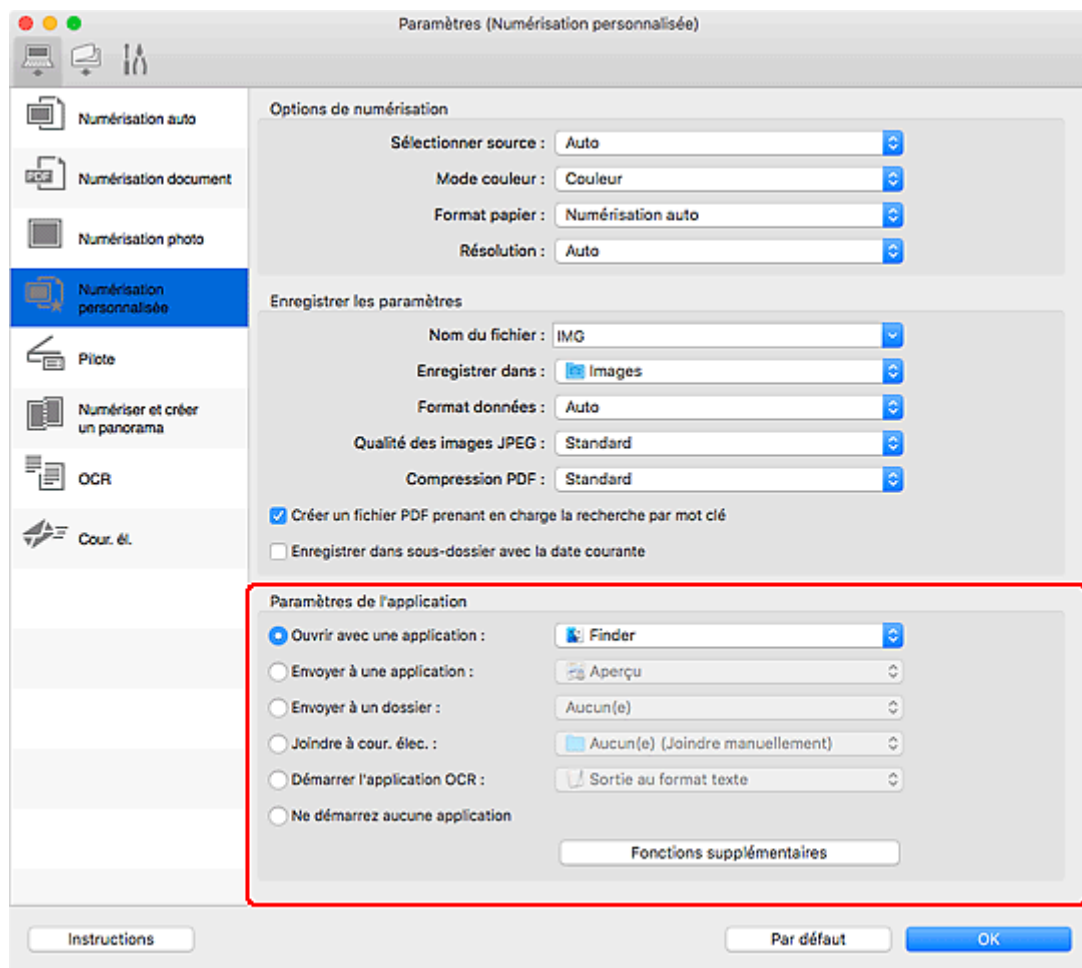 Paramètres (Numérisation personnalisée)
Numérisation auto
PDF
Numérisation document
Numérisation photo
Numérisation
personnalisée
Pilote
Numériser et créer
un panorama
OCR
Cour. él.
Options de numérisation
Sélectionner source : Auto
Mode couleur : Couleur
Format papier : Numérisation auto
Résolution : Auto
Enregistrer les paramètres
Nom du fichier : IMG
Enregistrer dans : Images
Format données : Auto
Qualité des images JPEG : Standard
Compression PDF : Standard
Créer un fichier PDF prenant en charge la recherche par mot clé
Enregistrer dans sous-dossier avec la date courante
Paramètres de l'application
Ouvrir avec une application : Finder
Envoyer à une application : Aperçu
Envoyer à un dossier : Aucun(e)
Joindre à cour. élec. : Aucun(e) (Joindre manuellement)
Démarrer l'application OCR : Sortie au format texte
Ne démarrez aucune application
Fonctions supplémentaires
Instructions
Par défaut
OK